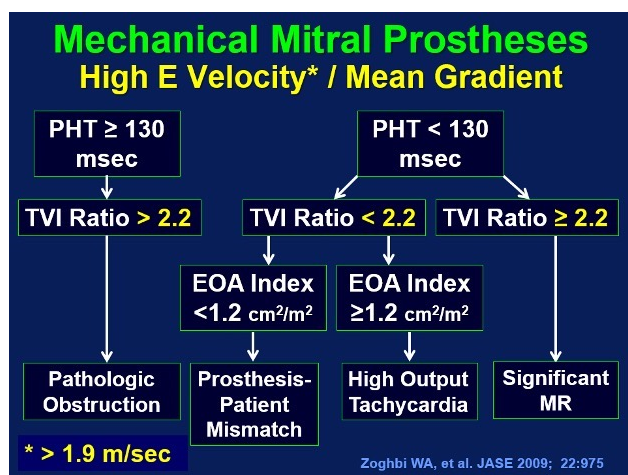 Mechanical Mitral Prostheses
High E Velocity* / Mean Gradient
PHT ≥ 130
msec
PHT < 130
msec
TVI Ratio > 2.2
TVI Ratio < 2.2
TVI Ratio ≥ 2.2
EOA Index
<1.2 cm²/m²
EOA Index
≥1.2 cm²/m²
Pathologic
Obstruction
Prosthesis-
Patient
Mismatch
High Output
Tachycardia
Significant
MR
* > 1.9 m/sec
Zoghbi WA, et al. JASE 2009; 22:975